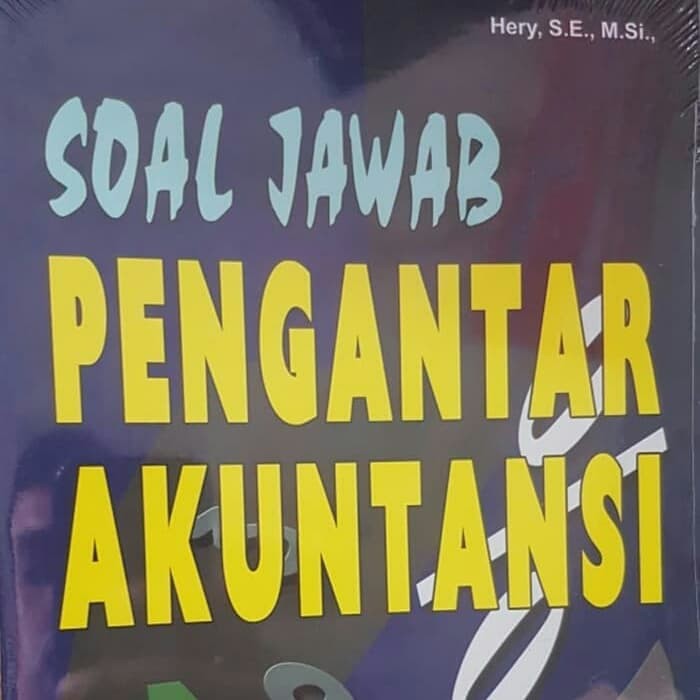 Hery, S.E., M.Si.,
SOAL JAWAB
PENGANTAR
AKUNTANSI